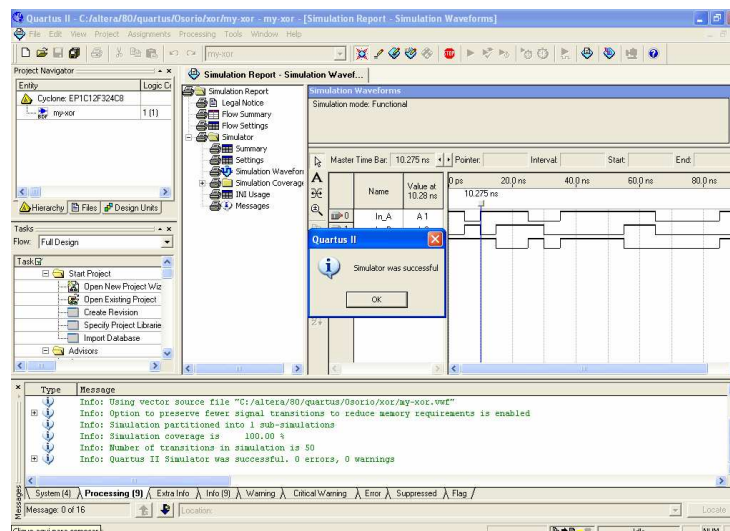 Quartus II - C:/altera/80/quartus/Osorio/xor/my-xor - my-xor - [Simulation Report - Simulation Waveforms]
File Edit View Project Assignments Processing Tools Window Help
my-xor
Project Navigator
Entity Logic Ce
Cyclone: EP1C12F324C8
my-xor 1 (1)
Hierarchy Files Design Units
Tasks
Flow: Full Design
Task
Start Project
Open New Project Wiz
Open Existing Project
Create Revision
Specify Project Librarie
Import Database
Advisors
Simulation Report - Simulation Wavef...
Simulation Report
Legal Notice
Flow Summary
Flow Settings
Simulator
Summary
Settings
Simulation Waveforn
Simulation Coverage
INI Usage
Messages
Simulation Waveforms
Simulation mode: Functional
Master Time Bar: 10.275 ns Pointer: Interval: Start: End:
Name
Value at
10.28 ns
0 ps 20.0 ns 40.0 ns 60.0 ns 80.0 ns
10.275 ns
0 In_A A 1
Quartus II
Simulator was successful
OK
Type Message
Info: Using vector source file "C:/altera/80/quartus/Osorio/xor/my-xor.vwf"
Info: Option to preserve fewer signal transitions to reduce memory requirements is enabled
Info: Simulation partitioned into 1 sub-simulations
Info: Simulation coverage is 100.00 %
Info: Number of transitions in simulation is 50
Info: Quartus II Simulator was successful. 0 errors, 0 warnings
Messages
System (4) Processing (9) Extra Info Info (9) Warning Critical Warning Error Suppressed Flag
Message: 0 of 16 Location: Locate
Idle NUM